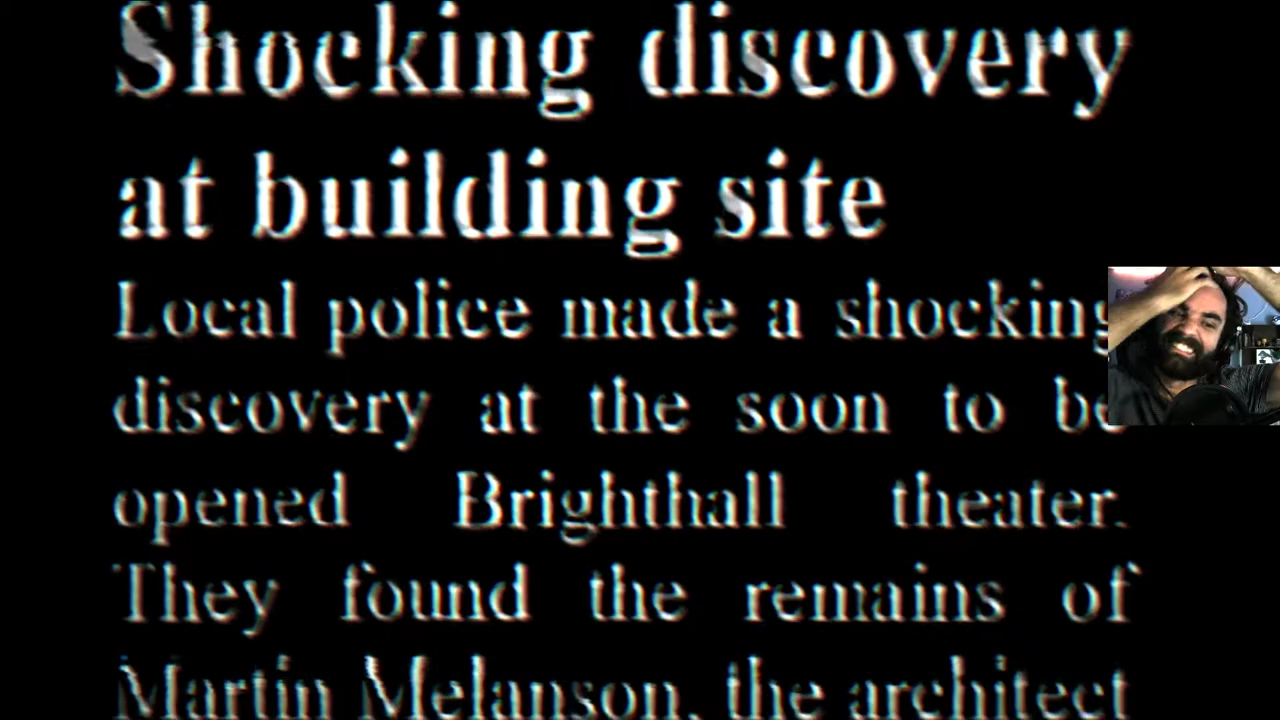 Shocking discovery
at building site
Local police made a shocking
discovery at the soon to be
opened Brighthall theater.
They found the remains of
Martin Melanson, the architect